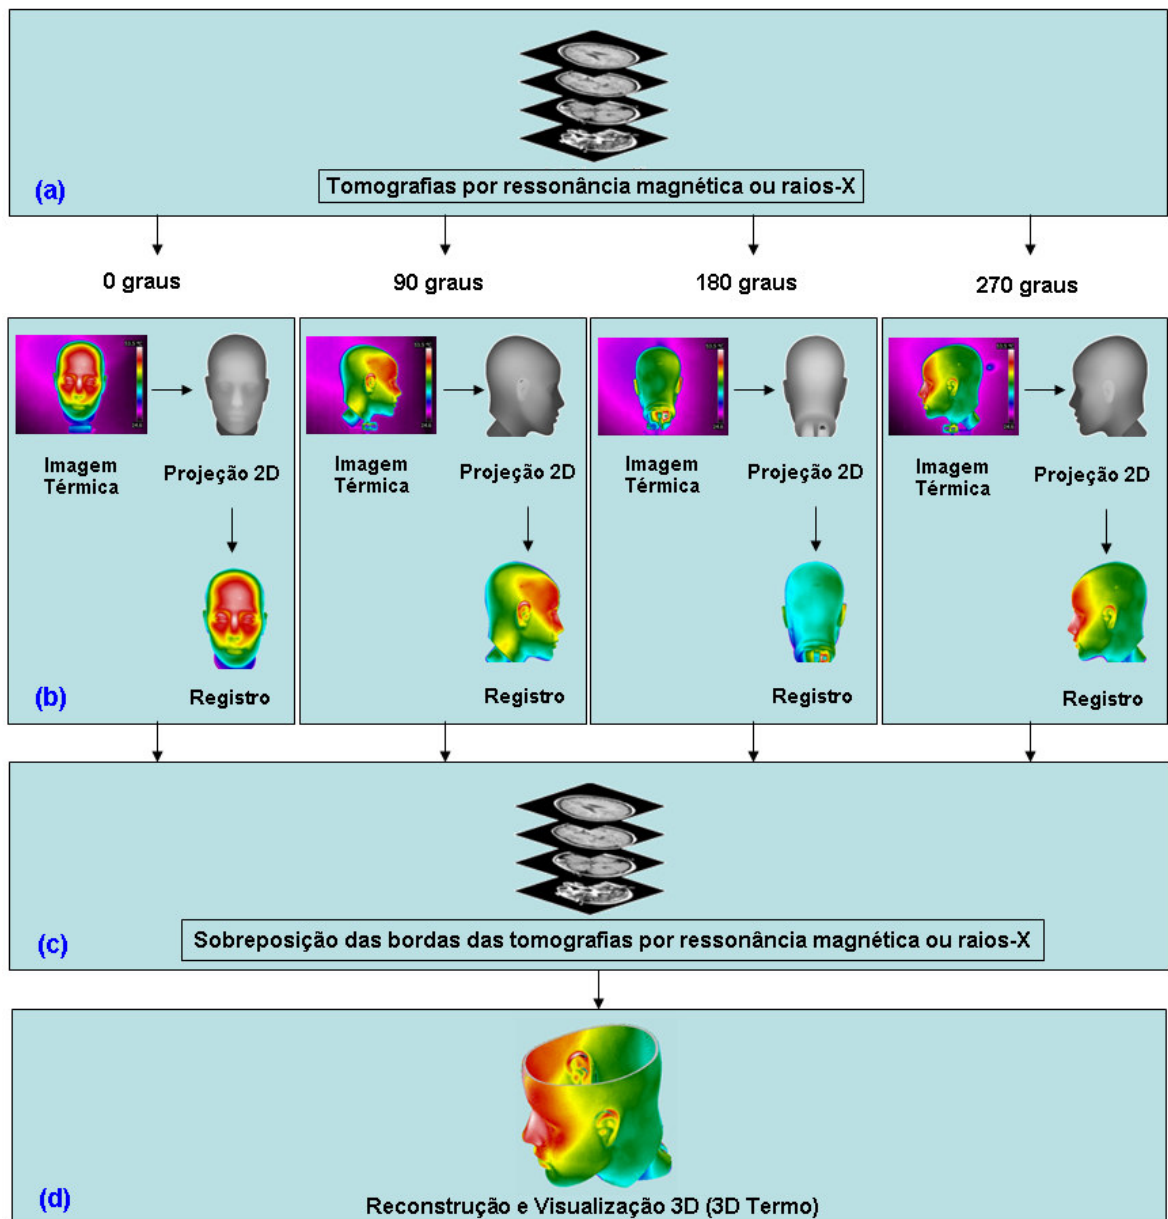 (a)
Tomografias por ressonância magnética ou raios-X
0 graus
90 graus
180 graus
270 graus
Imagem
Térmica
Projeção 2D
Registro
Imagem
Térmica
Projeção 2D
Registro
Imagem
Térmica
Projeção 2D
Registro
Imagem
Térmica
Projeção 2D
Registro
(b)
(c)
Sobreposição das bordas das tomografias por ressonância magnética ou raios-X
(d)
Reconstrução e Visualização 3D (3D Termo)